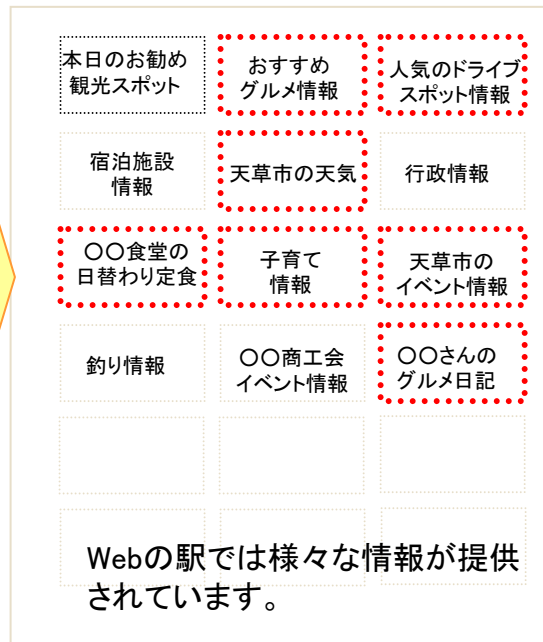 本日のお勧め
観光スポット
おすすめ
グルメ情報
人気のドライブ
スポット情報
宿泊施設
情報
天草市の天気
行政情報
〇〇食堂の
日替わり定食
子育て
情報
天草市の
イベント情報
釣り情報
〇〇商工会
イベント情報
〇〇さんの
グルメ日記
Webの駅では様々な情報が提供
されています。